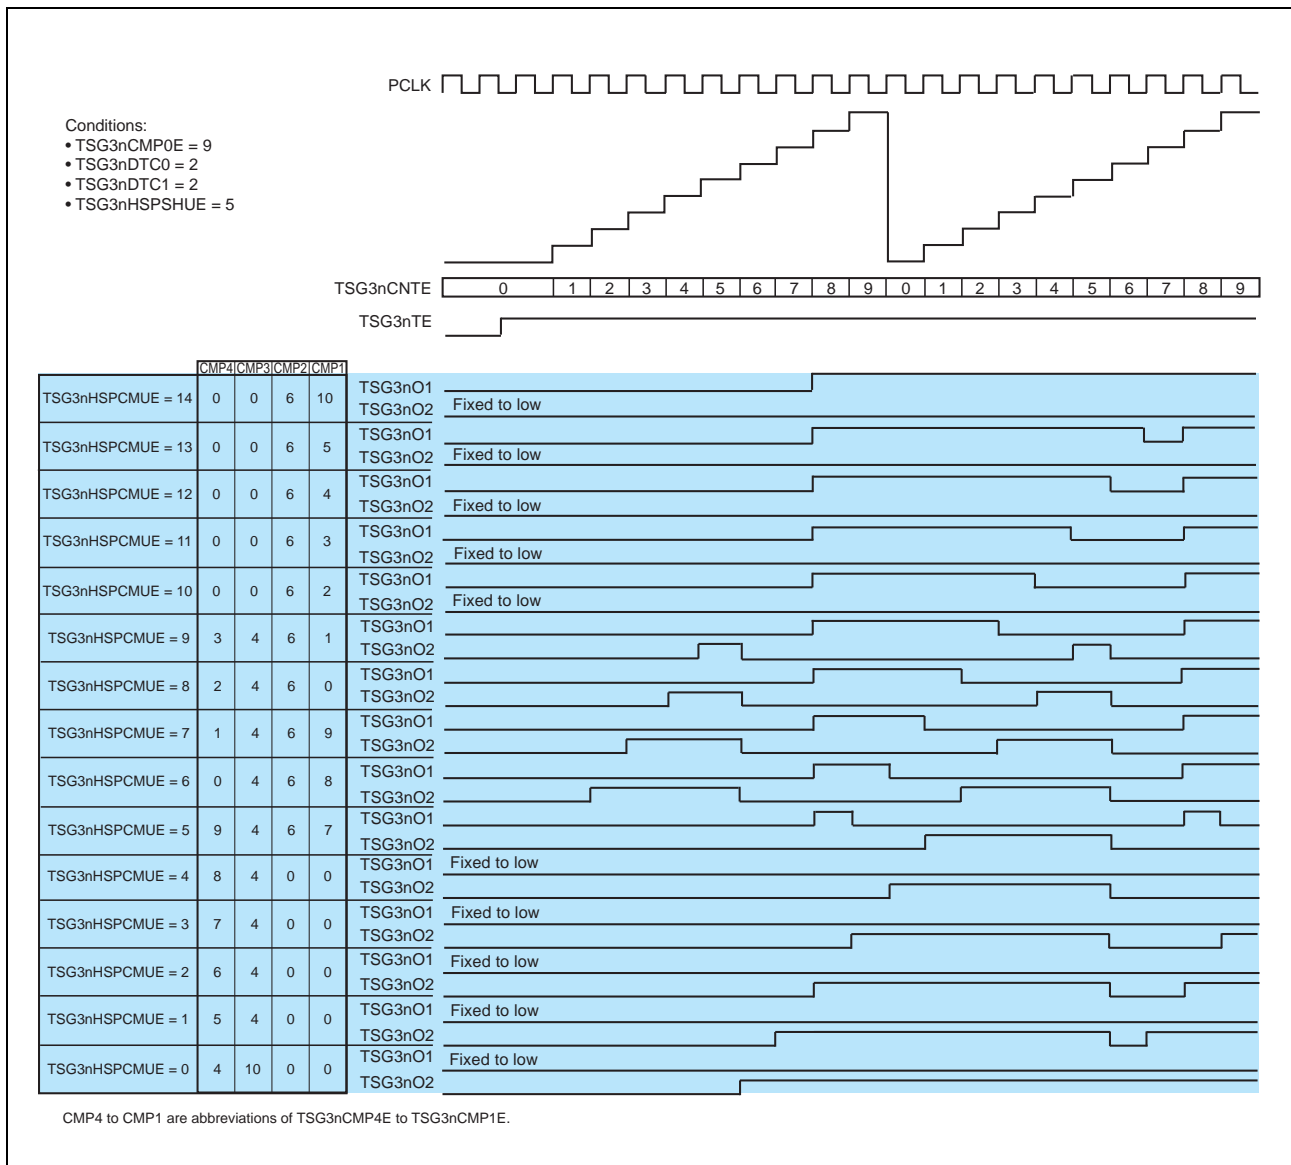 PCLK
Conditions:
• TSG3nCMP0E = 9
• TSG3nDTC0 = 2
• TSG3nDTC1 = 2
• TSG3nHSPSHUE = 5
TSG3nCNTE 0 1 2 3 4 5 6 7 8 9 0 1 2 3 4 5 6 7 8 9
TSG3nTE
CMP4 CMP3 CMP2 CMP1
TSG3nHSPCMUE = 14 0 0 6 10
TSG3nO1
TSG3nO2 Fixed to low
TSG3nHSPCMUE = 13 0 0 6 5
TSG3nO1
TSG3nO2 Fixed to low
TSG3nHSPCMUE = 12 0 0 6 4
TSG3nO1
TSG3nO2 Fixed to low
TSG3nHSPCMUE = 11 0 0 6 3
TSG3nO1
TSG3nO2 Fixed to low
TSG3nHSPCMUE = 10 0 0 6 2
TSG3nO1
TSG3nO2 Fixed to low
TSG3nHSPCMUE = 9 3 4 6 1
TSG3nO1
TSG3nO2
TSG3nHSPCMUE = 8 2 4 6 0
TSG3nO1
TSG3nO2
TSG3nHSPCMUE = 7 1 4 6 9
TSG3nO1
TSG3nO2
TSG3nHSPCMUE = 6 0 4 6 8
TSG3nO1
TSG3nO2
TSG3nHSPCMUE = 5 9 4 6 7
TSG3nO1
TSG3nO2
TSG3nHSPCMUE = 4 8 4 0 0
TSG3nO1 Fixed to low
TSG3nO2
TSG3nHSPCMUE = 3 7 4 0 0
TSG3nO1 Fixed to low
TSG3nO2
TSG3nHSPCMUE = 2 6 4 0 0
TSG3nO1 Fixed to low
TSG3nO2
TSG3nHSPCMUE = 1 5 4 0 0
TSG3nO1 Fixed to low
TSG3nO2
TSG3nHSPCMUE = 0 4 10 0 0
TSG3nO1 Fixed to low
TSG3nO2
CMP4 to CMP1 are abbreviations of TSG3nCMP4E to TSG3nCMP1E.